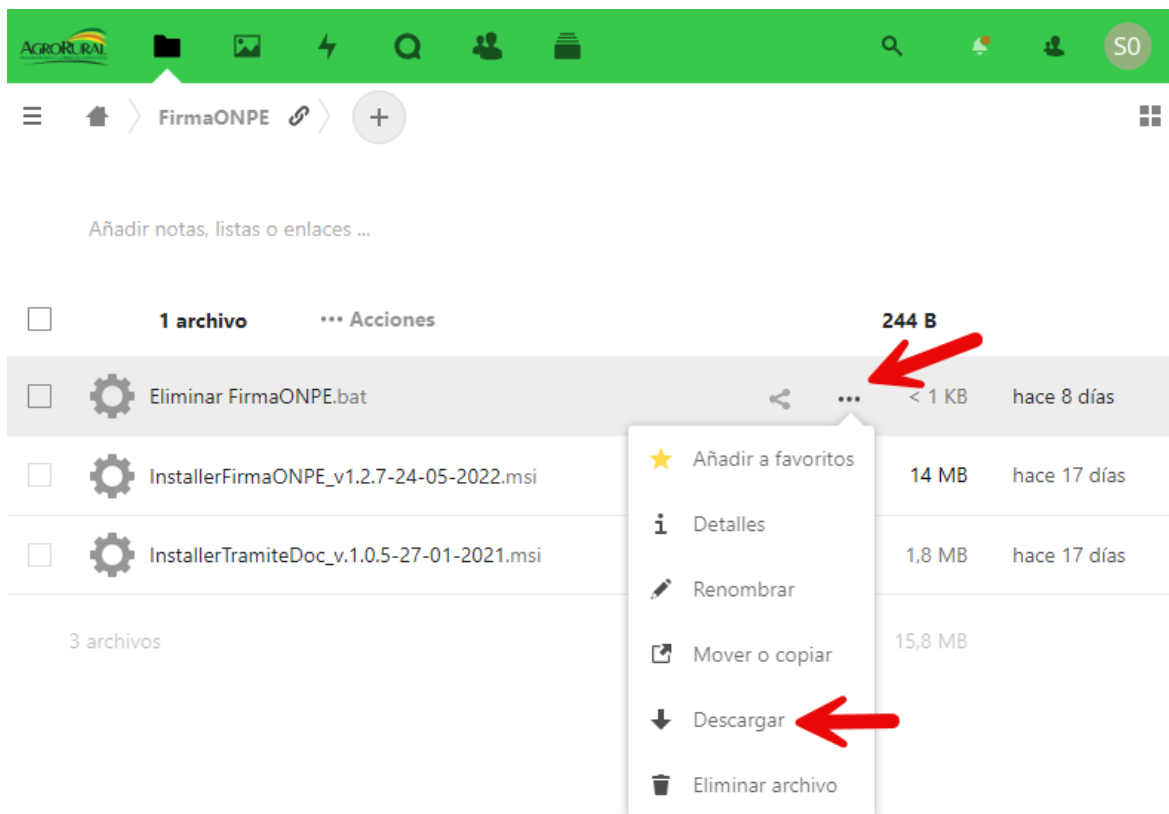 AGRORURAL
S0
FirmaONPE
Añadir notas, listas o enlaces ...
1 archivo ••• Acciones 244 B
Eliminar FirmaONPE.bat ••• < 1 KB hace 8 días
Añadir a favoritos
InstallerFirmaONPE_v1.2.7-24-05-2022.msi 14 MB hace 17 días
Detalles
InstallerTramiteDoc_v.1.0.5-27-01-2021.msi 1,8 MB hace 17 días
Renombrar
3 archivos 15,8 MB
Mover o copiar
Descargar
Eliminar archivo